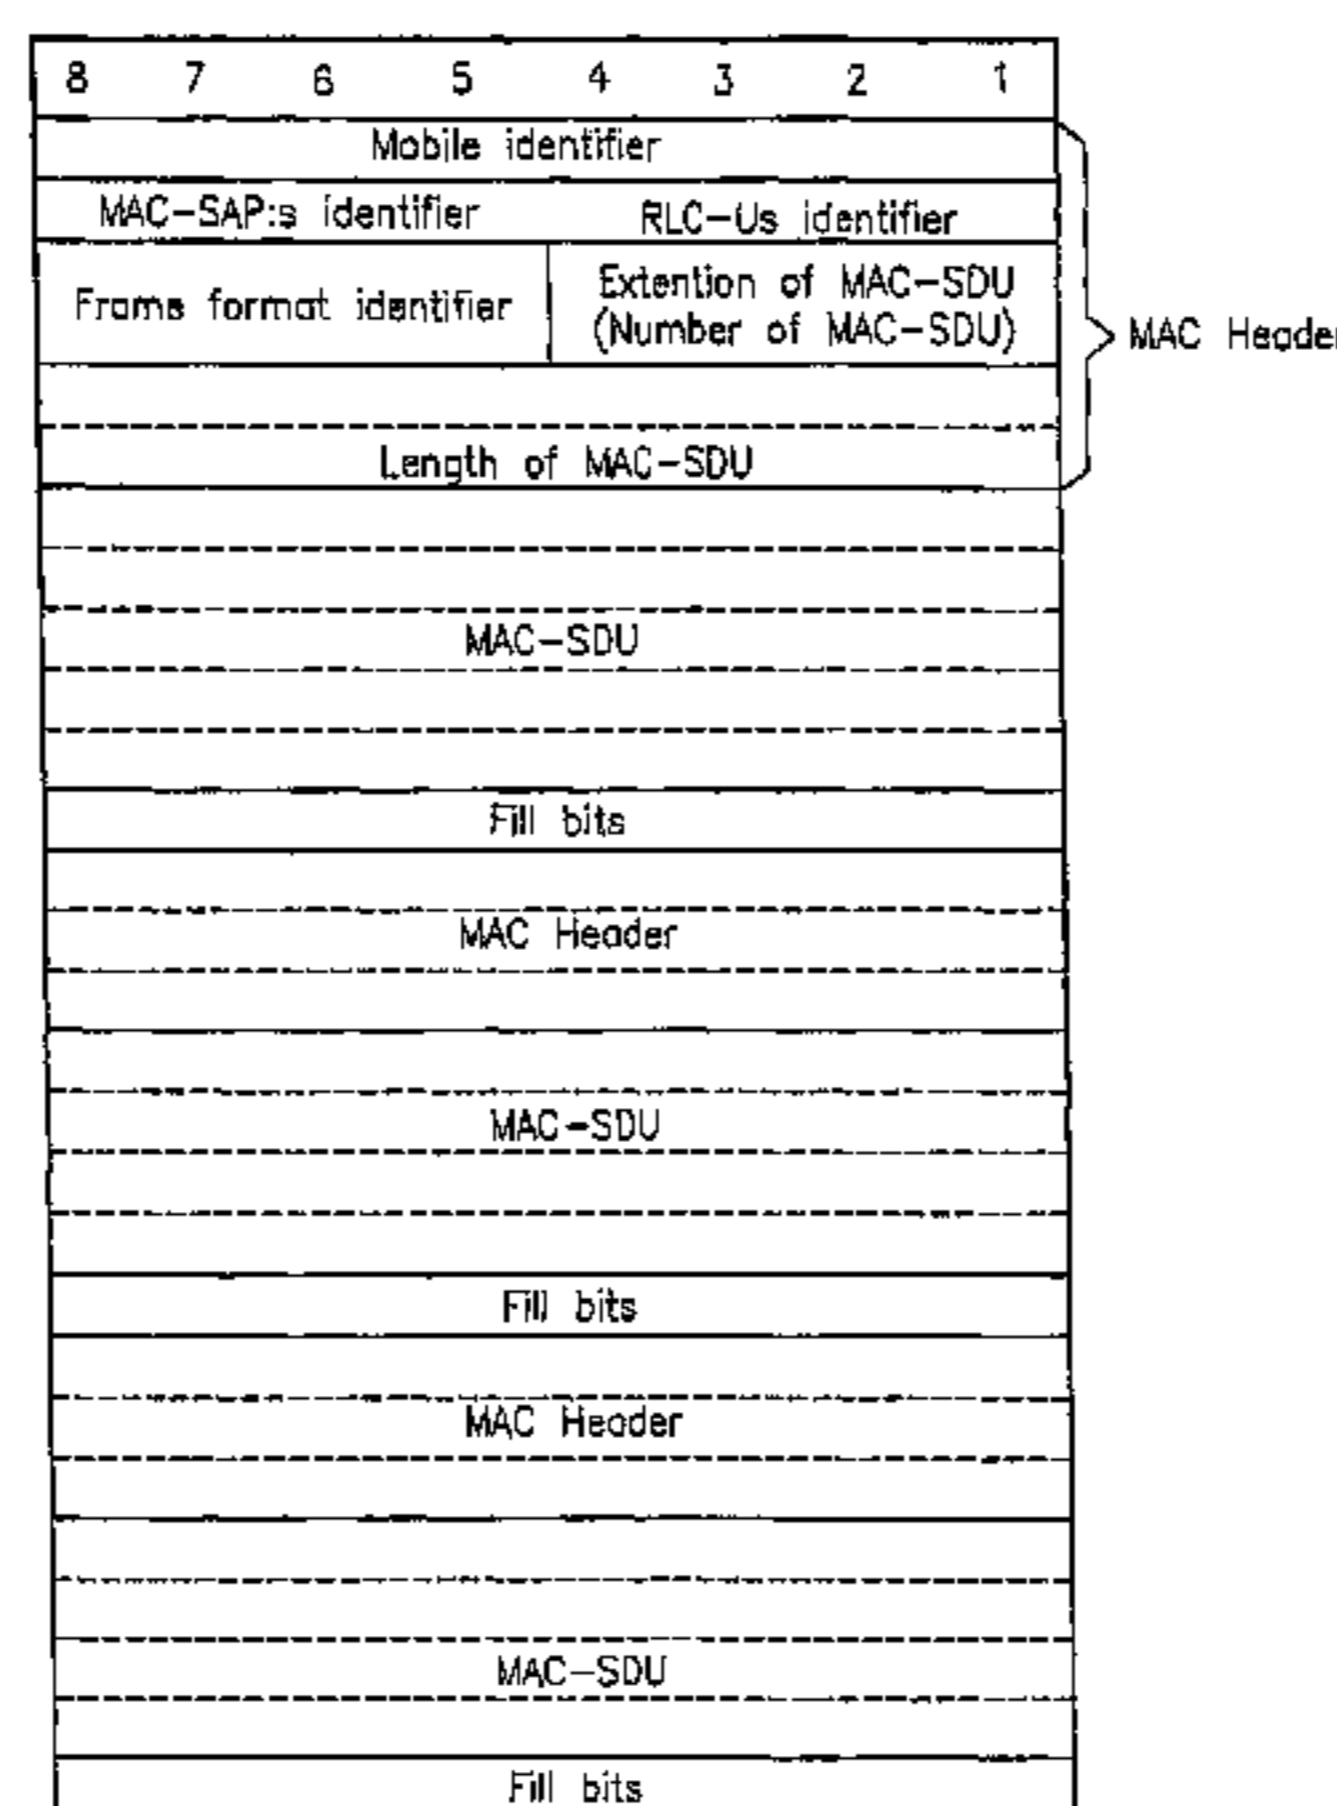 8 7 6 5 4 3 2 1
Mobile identifier
MAC-SAP:s identifier RLC-Us identifier
Frame format identifier
Extention of MAC-SDU
(Number of MAC-SDU)
MAC Header
Length of MAC-SDU
MAC-SDU
Fill bits
MAC Header
MAC-SDU
Fill bits
MAC Header
MAC-SDU
Fill bits